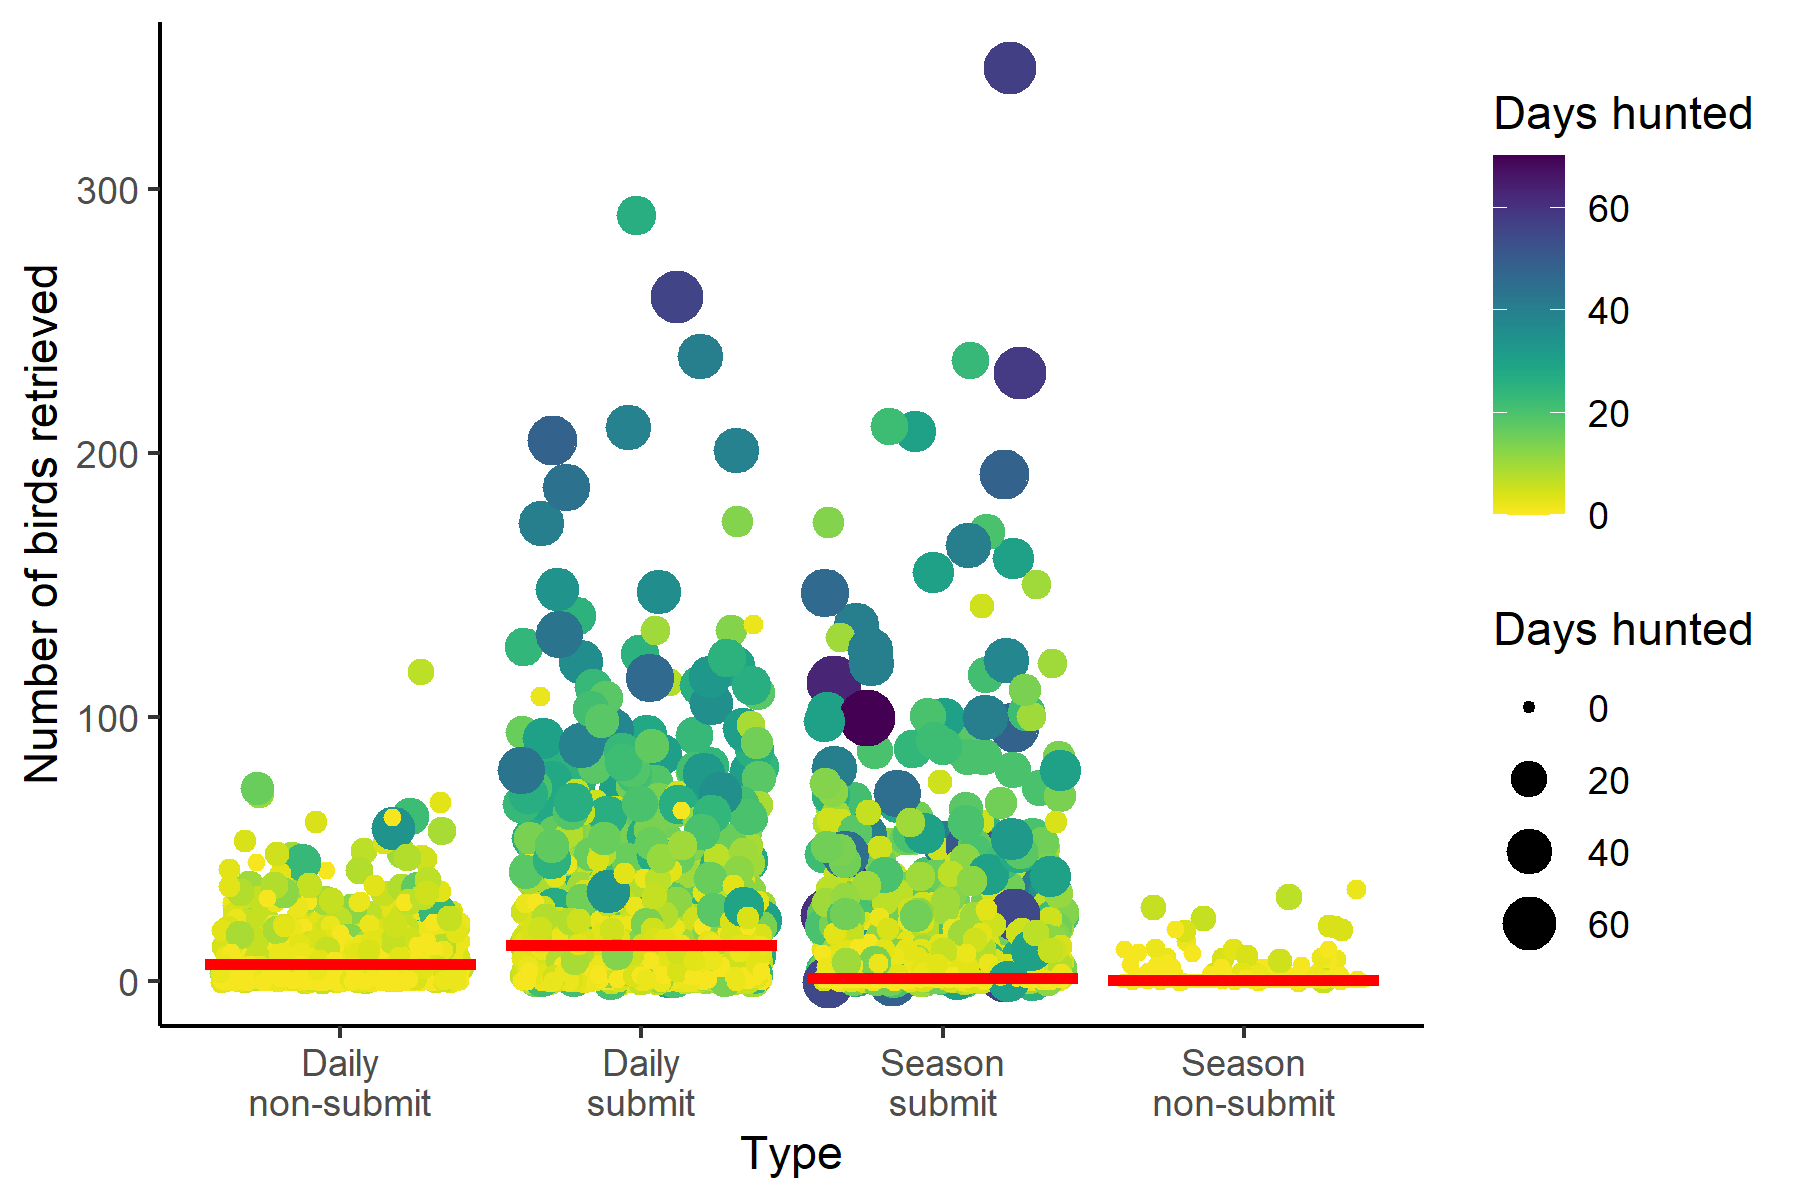 Number of birds retrieved
300
200
100
0
Daily
non-submit
Daily
submit
Season
submit
Season
non-submit
Type
Days hunted
60
40
20
0
Days hunted
0
20
40
60